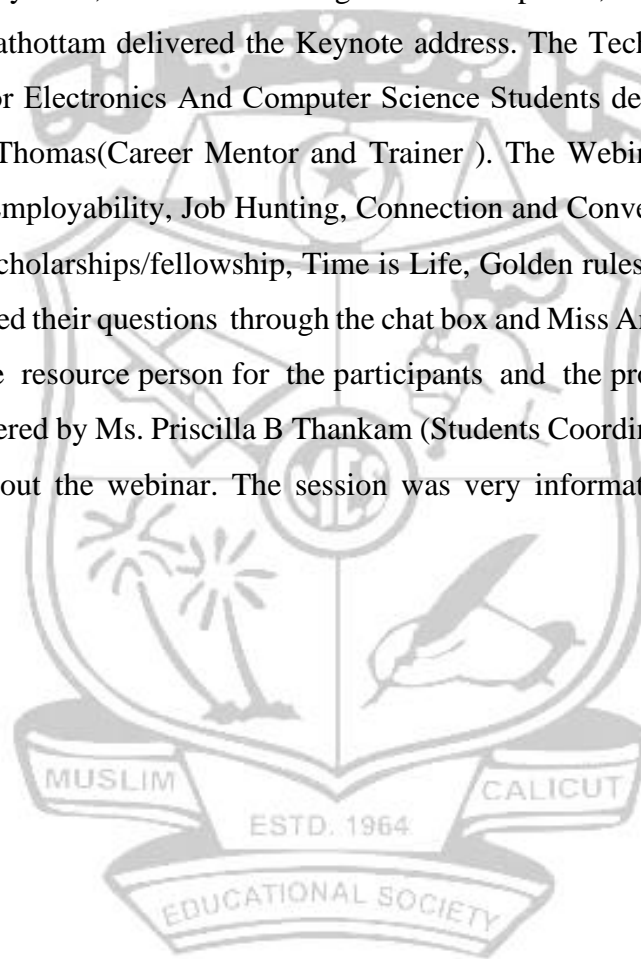 athottam delivered the Keynote address. The Tech
or Electronics And Computer Science Students de
Thomas(Career Mentor and Trainer ). The Webin
Employability, Job Hunting, Connection and Conve
cholarships/fellowship, Time is Life, Golden rules
ed their questions through the chat box and Miss A
e resource person for the participants and the pr
ered by Ms. Priscilla B Thankam (Students Coordin
out the webinar. The session was very informat
MES
MUSLIM
CALICUT
ESTD. 1964
EDUCATIONAL SOCIETY